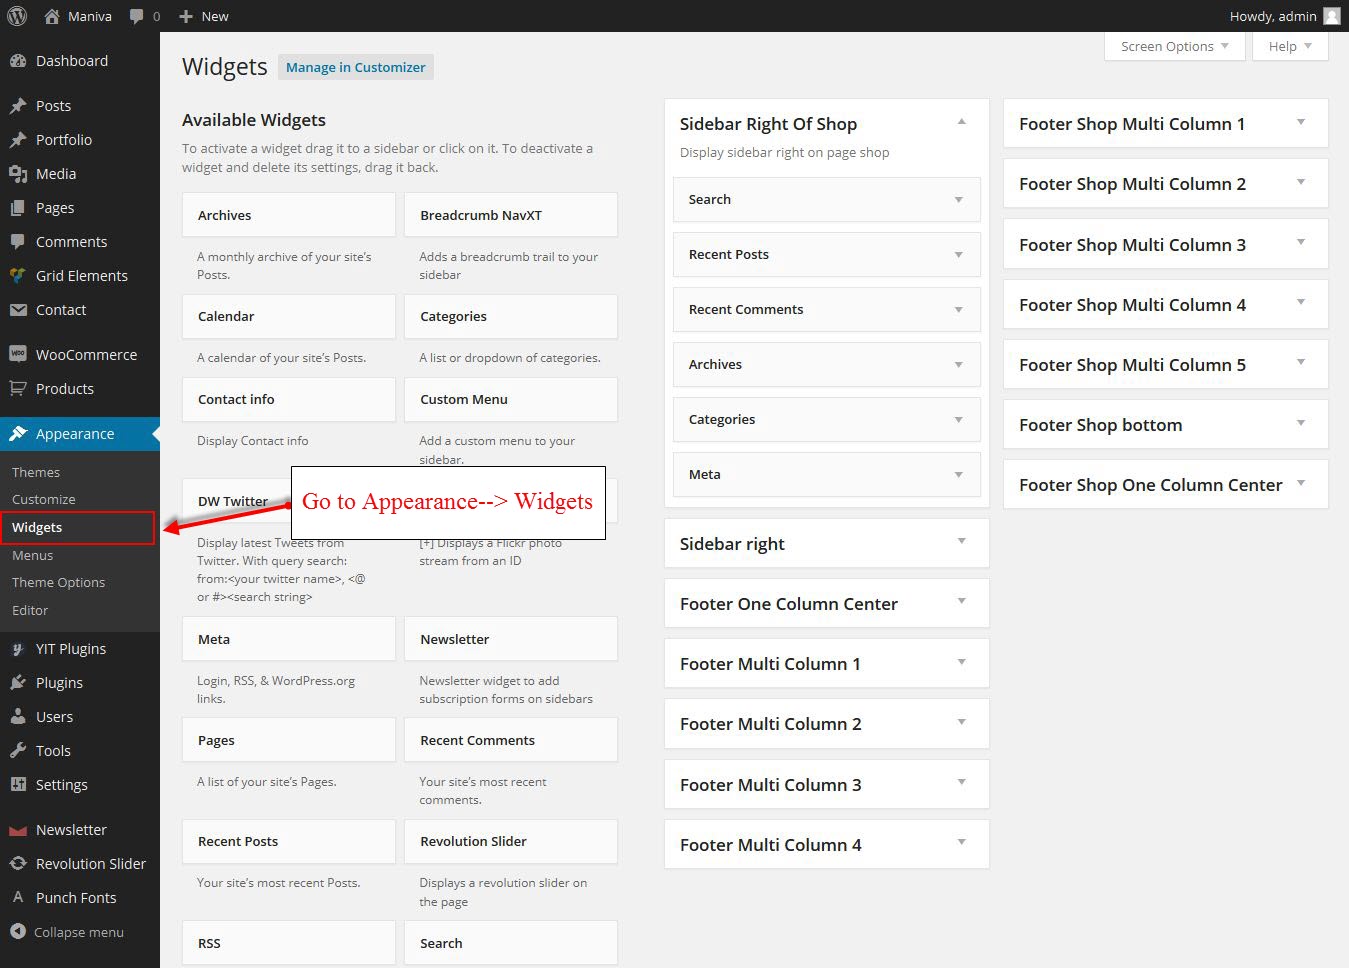 Maniva
0
New
Howdy, admin
Dashboard
Posts
Portfolio
Media
Pages
Comments
Grid Elements
Contact
WooCommerce
Products
Appearance
Themes
Customize
Widgets
Menus
Theme Options
Editor
YIT Plugins
Plugins
Users
Tools
Settings
Newsletter
Revolution Slider
Punch Fonts
Collapse menu
Screen Options
Help
Widgets
Manage in Customizer
Available Widgets
To activate a widget drag it to a sidebar or click on it. To deactivate a
widget and delete its settings, drag it back.
Archives
A monthly archive of your site's
Posts.
Breadcrumb NavXT
Adds a breadcrumb trail to your
sidebar
Calendar
A calendar of your site's Posts.
Categories
A list or dropdown of categories.
Contact info
Display Contact info
Custom Menu
Add a custom menu to your
sidebar.
DW Twitter
Go to Appearance--> Widgets
Display latest Tweets from
Twitter. With query search:
from:<your twitter name>, <@
or #><search string>
[+] Displays a Flickr photo
stream from an ID
Meta
Login, RSS, & WordPress.org
links.
Newsletter
Newsletter widget to add
subscription forms on sidebars
Pages
A list of your site's Pages.
Recent Comments
Your site's most recent
comments.
Recent Posts
Your site's most recent Posts.
Revolution Slider
Displays a revolution slider on
the page
RSS
Search
Sidebar Right Of Shop
Display sidebar right on page shop
Search
Recent Posts
Recent Comments
Archives
Categories
Meta
Sidebar right
Footer One Column Center
Footer Multi Column 1
Footer Multi Column 2
Footer Multi Column 3
Footer Multi Column 4
Footer Shop Multi Column 1
Footer Shop Multi Column 2
Footer Shop Multi Column 3
Footer Shop Multi Column 4
Footer Shop Multi Column 5
Footer Shop bottom
Footer Shop One Column Center